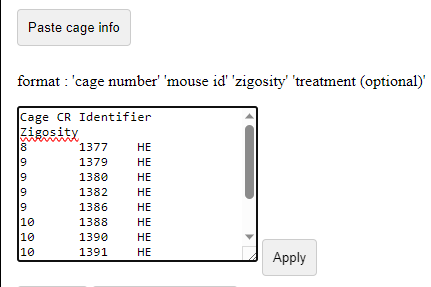 Paste cage info
format : 'cage number' 'mouse id' 'zigosity' 'treatment (optional)'
Cage CR Identifier
Zigosity
8 1377 HE
9 1379 HE
9 1380 HE
9 1382 HE
9 1386 HE
10 1388 HE
10 1390 HE
10 1391 HE
Apply